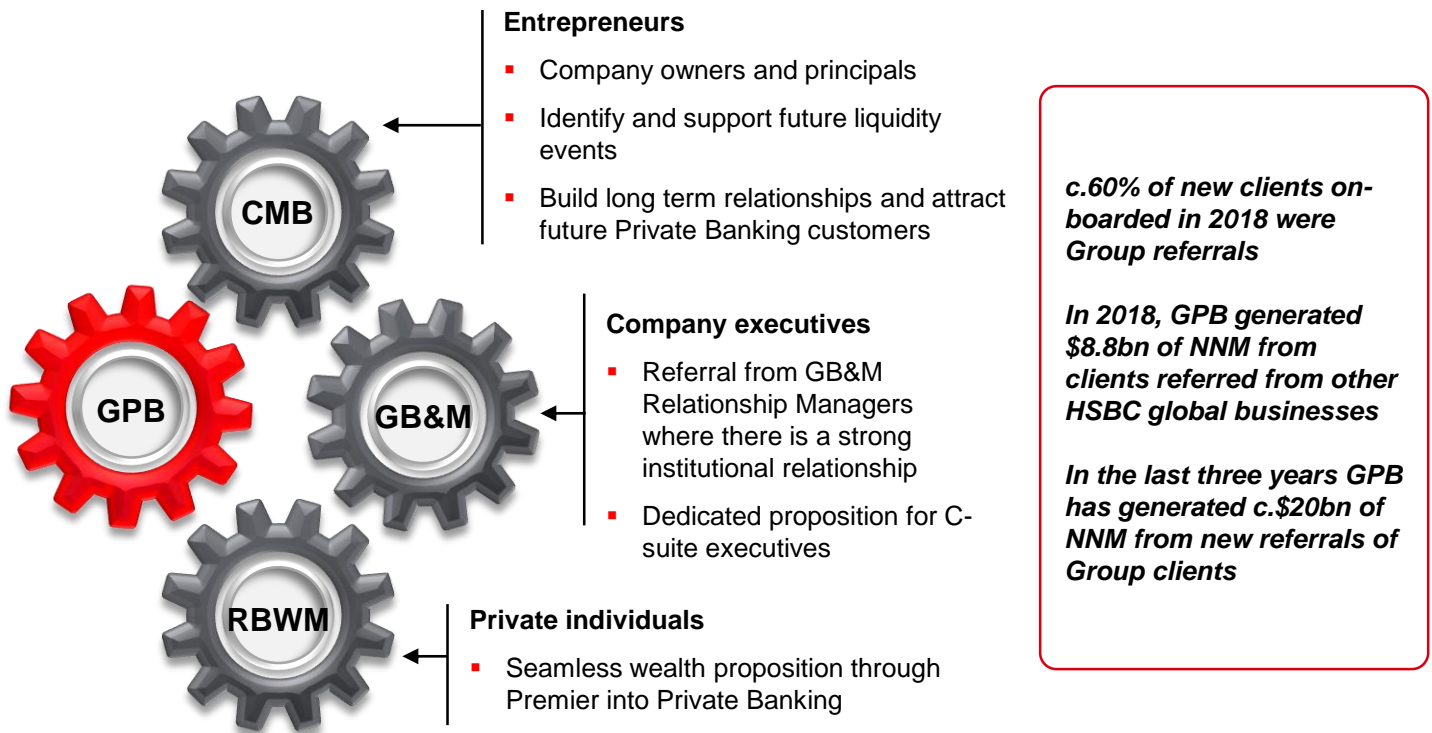 Entrepreneurs
▪ Company owners and principals
▪ Identify and support future liquidity
events
▪ Build long term relationships and attract
future Private Banking customers
CMB
Company executives
▪ Referral from GB&M
Relationship Managers
where there is a strong
institutional relationship
▪ Dedicated proposition for C-
suite executives
GPB
GB&M
RBWM
Private individuals
▪ Seamless wealth proposition through
Premier into Private Banking
c.60% of new clients on-
boarded in 2018 were
Group referrals
In 2018, GPB generated
$8.8bn of NNM from
clients referred from other
HSBC global businesses
In the last three years GPB
has generated c.$20bn of
NNM from new referrals of
Group clients